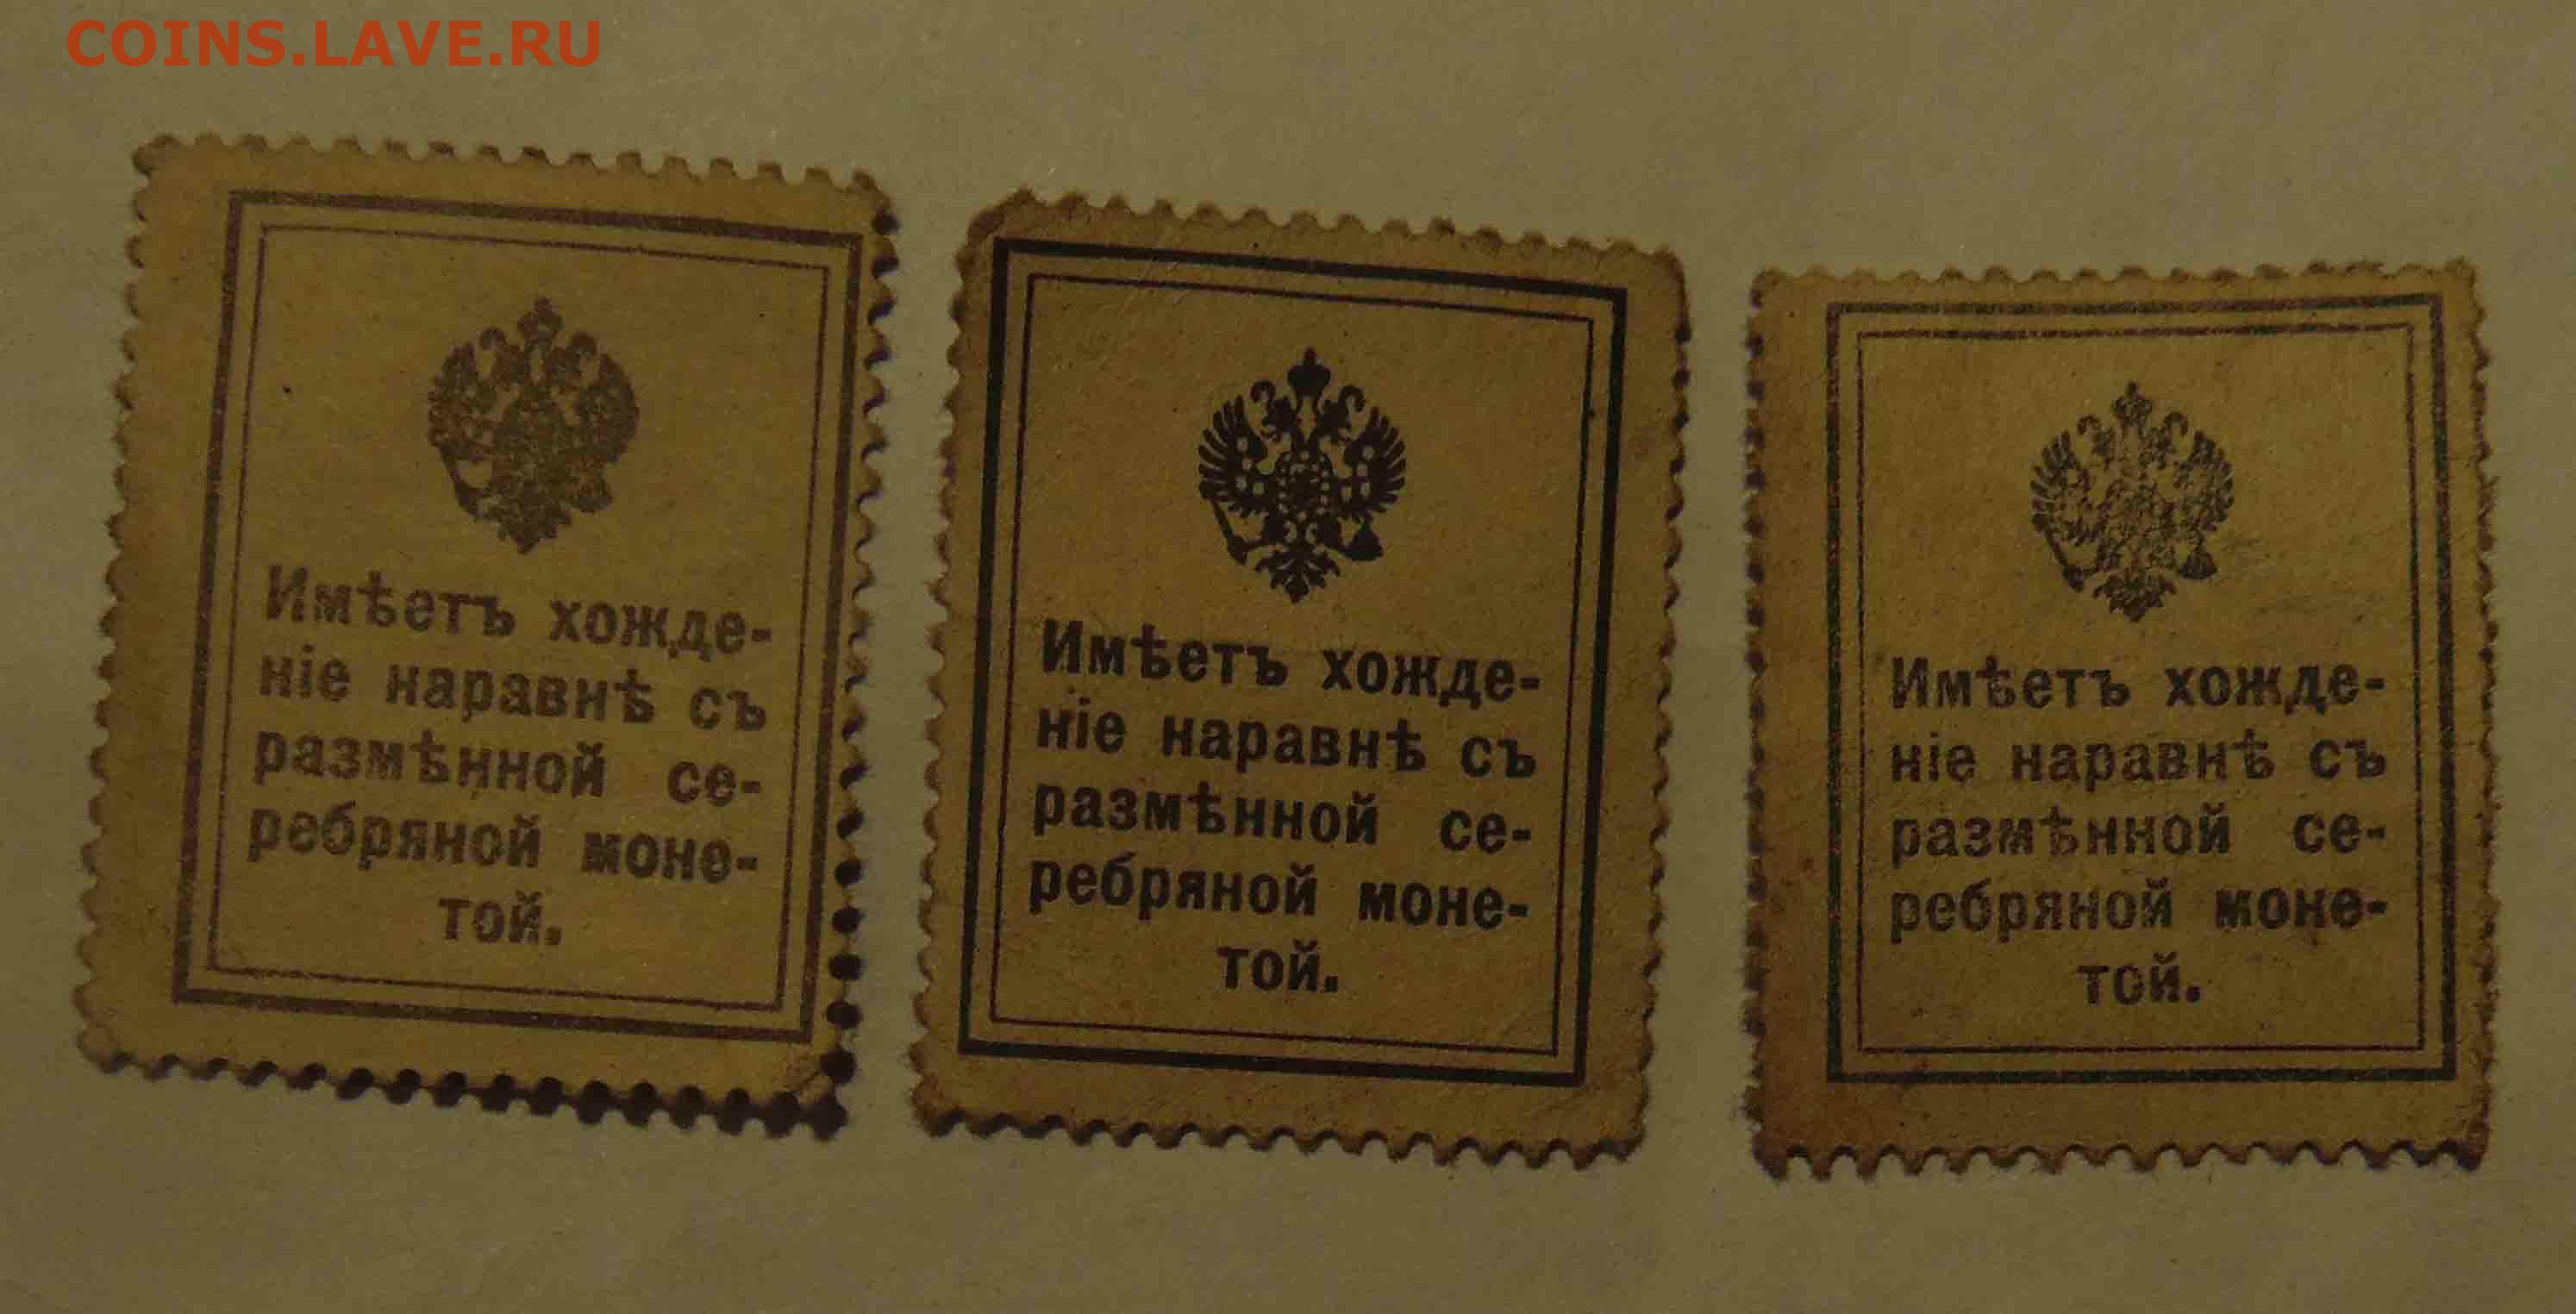 COINS.LAVE.RU
Имѣетъ хожде-
ніе наравнѣ съ
размѣнной се-
ребряной моне-
той.
Имѣетъ хожде-
ніе наравнѣ съ
размѣнной се-
ребряной моне-
той.
Имѣетъ хожде-
ніе наравнѣ съ
размѣнной се-
ребряной моне-
той.